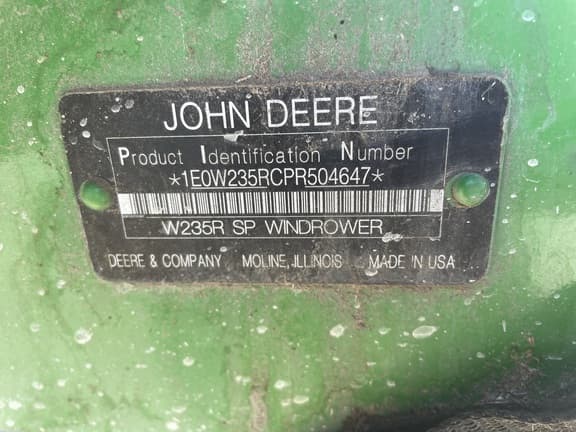 JOHN DEERE
Product Identification Number
*1E0W235RCPR504647*
W235R SP WINDROWER
DEERE & COMPANY MOLINE, ILLINOIS MADE IN USA